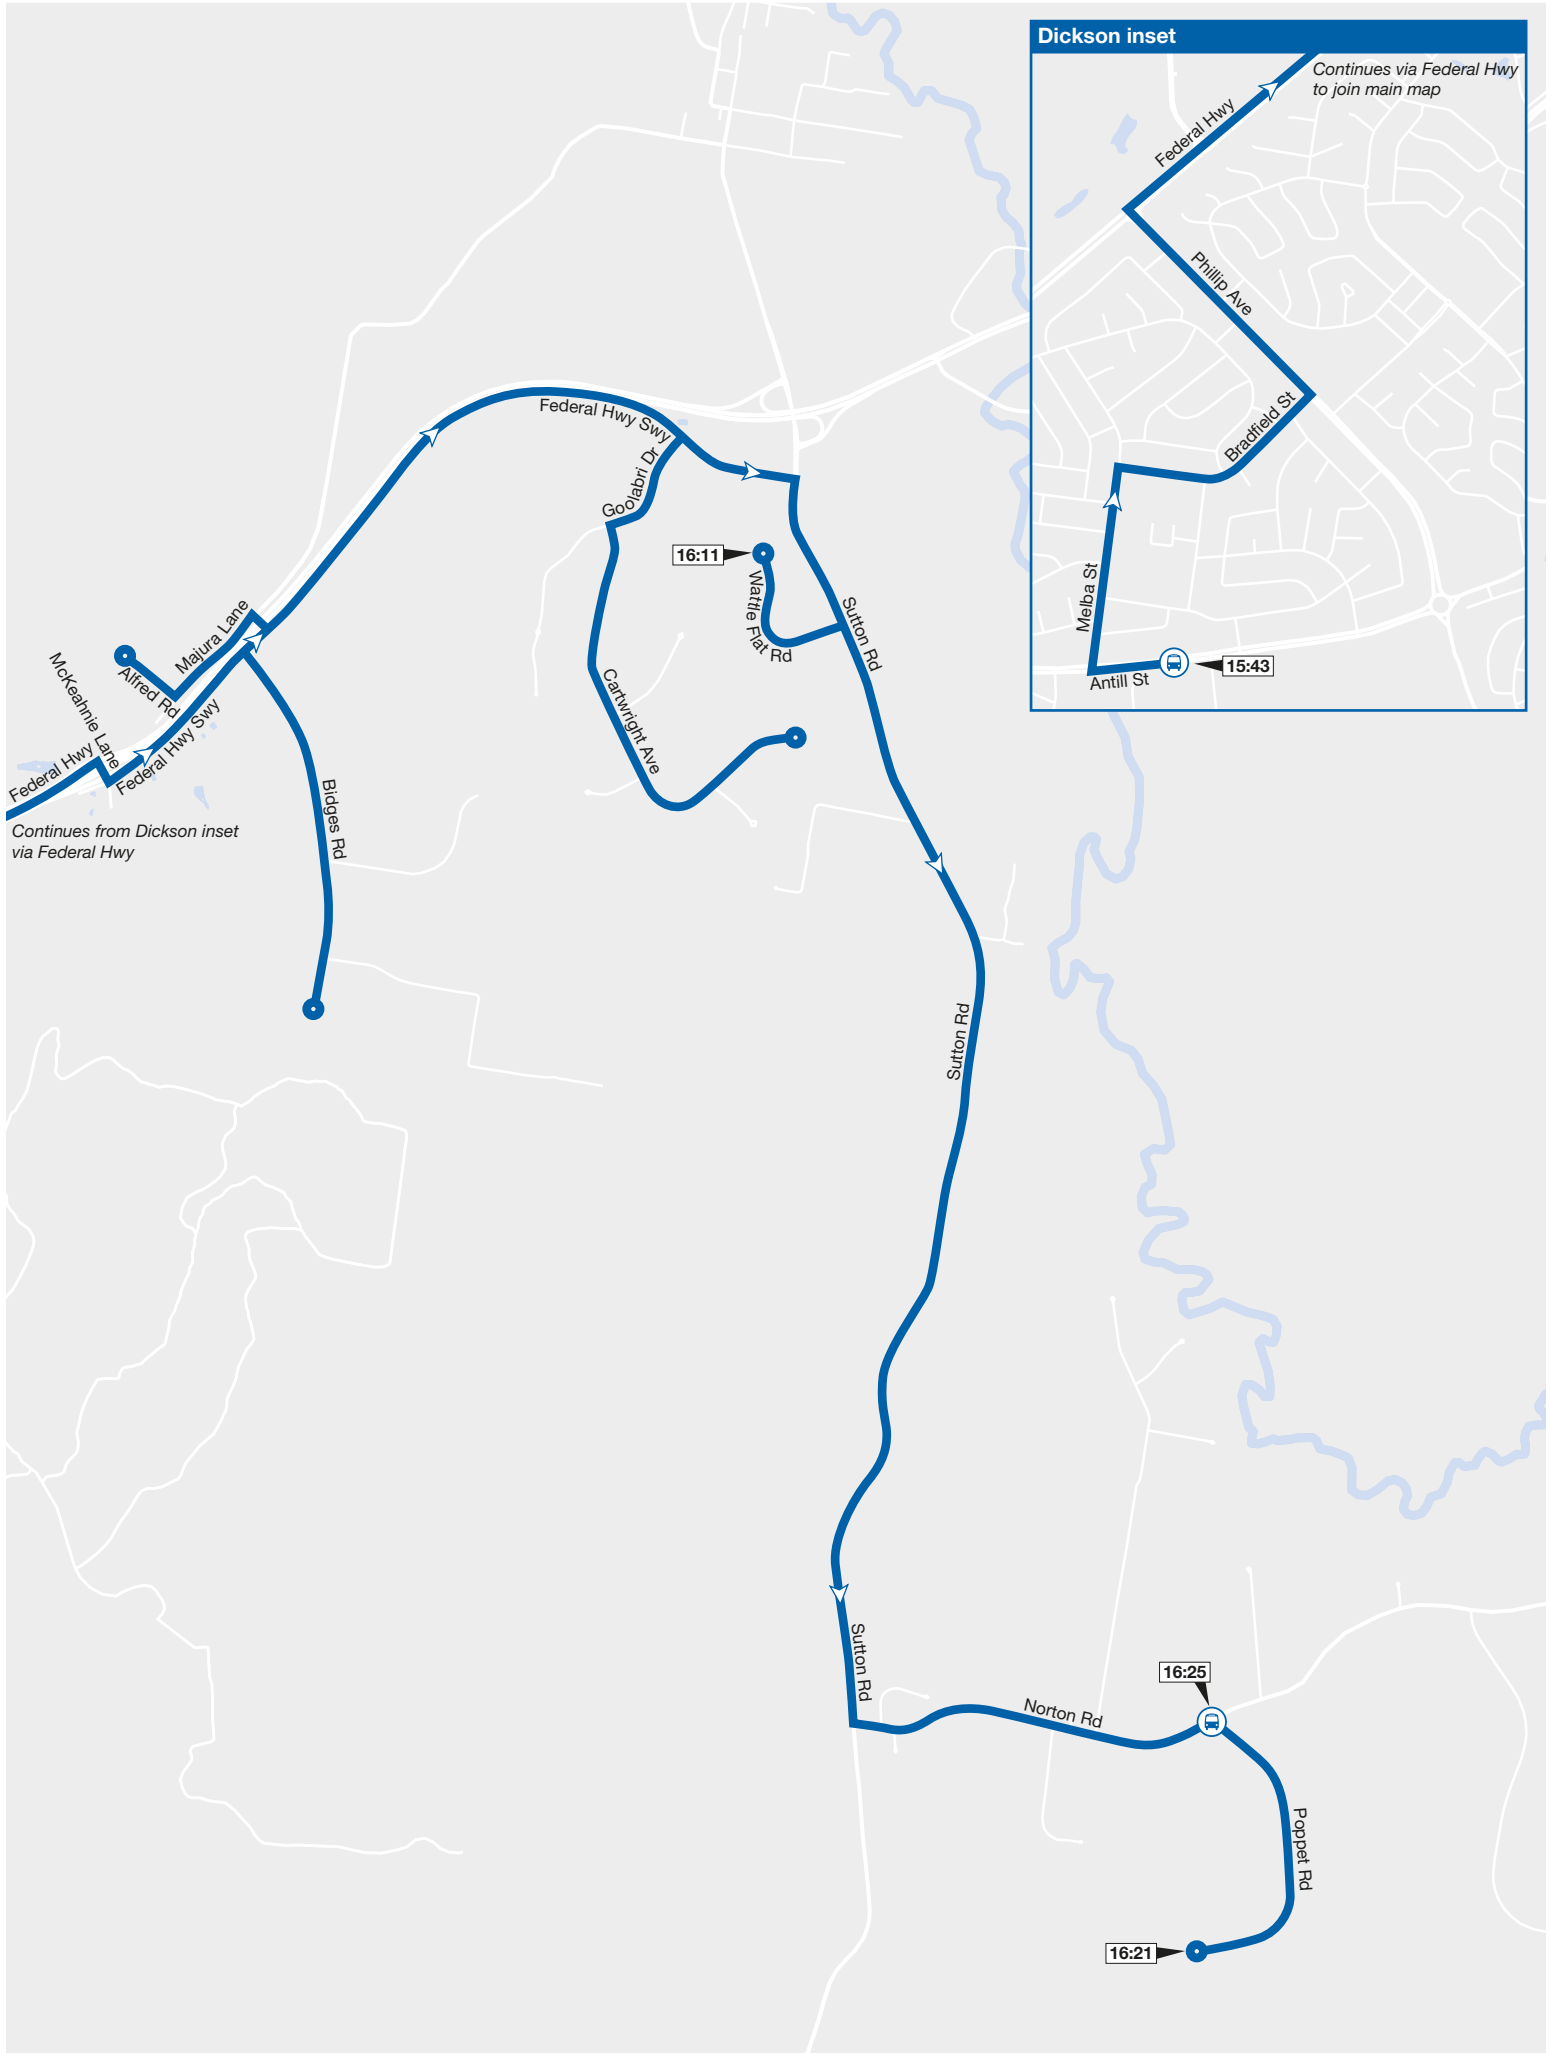 Dickson inset
Continues via Federal Hwy
to join main map
Federal Hwy
Phillip Ave
Bradfield St
Melba St
Antill St
15:43
Federal Hwy Swy
Goolabri Dr
16:11
Wattle Flat Rd
Sutton Rd
Majura Lane
Alfred Rd
McKeahnie Lane
Federal Hwy
Federal Hwy Swy
Cartwright Ave
Bidges Rd
Continues from Dickson inset
via Federal Hwy
Sutton Rd
Sutton Rd
16:25
Norton Rd
Poppet Rd
16:21